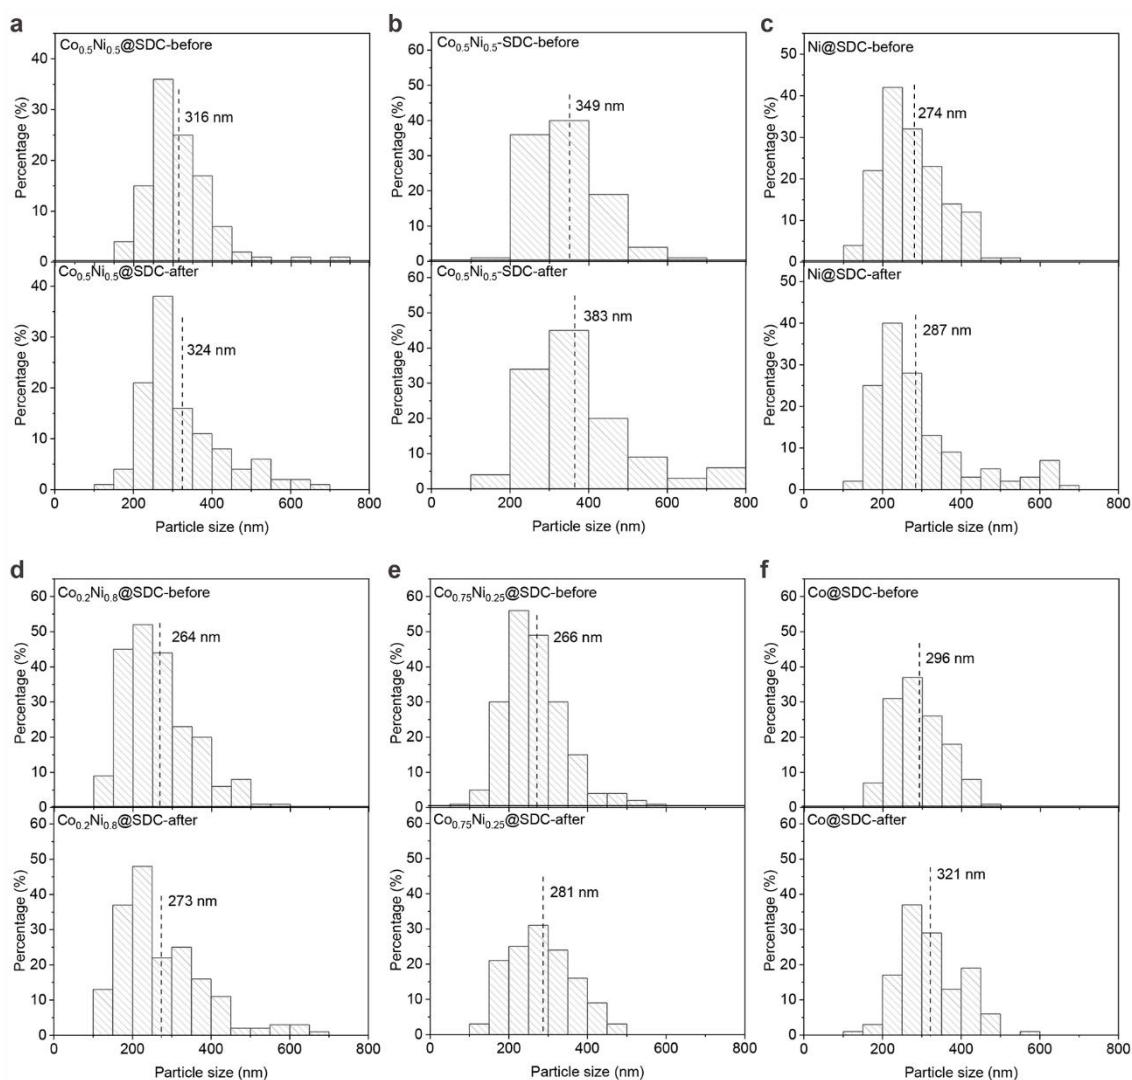 a
Co0.5Ni0.5@SDC-before
40
30
20
10
0
Percentage (%)
316 nm
Co0.5Ni0.5@SDC-after
30
20
10
0
Percentage (%)
324 nm
0 200 400 600 800
Particle size (nm)
b
Co0.5Ni0.5-SDC-before
60
50
40
30
20
10
0
Percentage (%)
349 nm
Co0.5Ni0.5-SDC-after
60
50
40
30
20
10
0
Percentage (%)
383 nm
0 200 400 600 800
Particle size (nm)
c
Ni@SDC-before
50
40
30
20
10
0
Percentage (%)
274 nm
Ni@SDC-after
50
40
30
20
10
0
Percentage (%)
287 nm
0 200 400 600 800
Particle size (nm)
d
Co0.2Ni0.8@SDC-before
60
50
40
30
20
10
0
Percentage (%)
264 nm
Co0.2Ni0.8@SDC-after
60
50
40
30
20
10
0
Percentage (%)
273 nm
0 200 400 600 800
Particle size (nm)
e
Co0.75Ni0.25@SDC-before
60
50
40
30
20
10
0
Percentage (%)
266 nm
Co0.75Ni0.25@SDC-after
60
50
40
30
20
10
0
Percentage (%)
281 nm
0 200 400 600 800
Particle size (nm)
f
Co@SDC-before
60
50
40
30
20
10
0
Percentage (%)
296 nm
Co@SDC-after
60
50
40
30
20
10
0
Percentage (%)
321 nm
0 200 400 600 800
Particle size (nm)